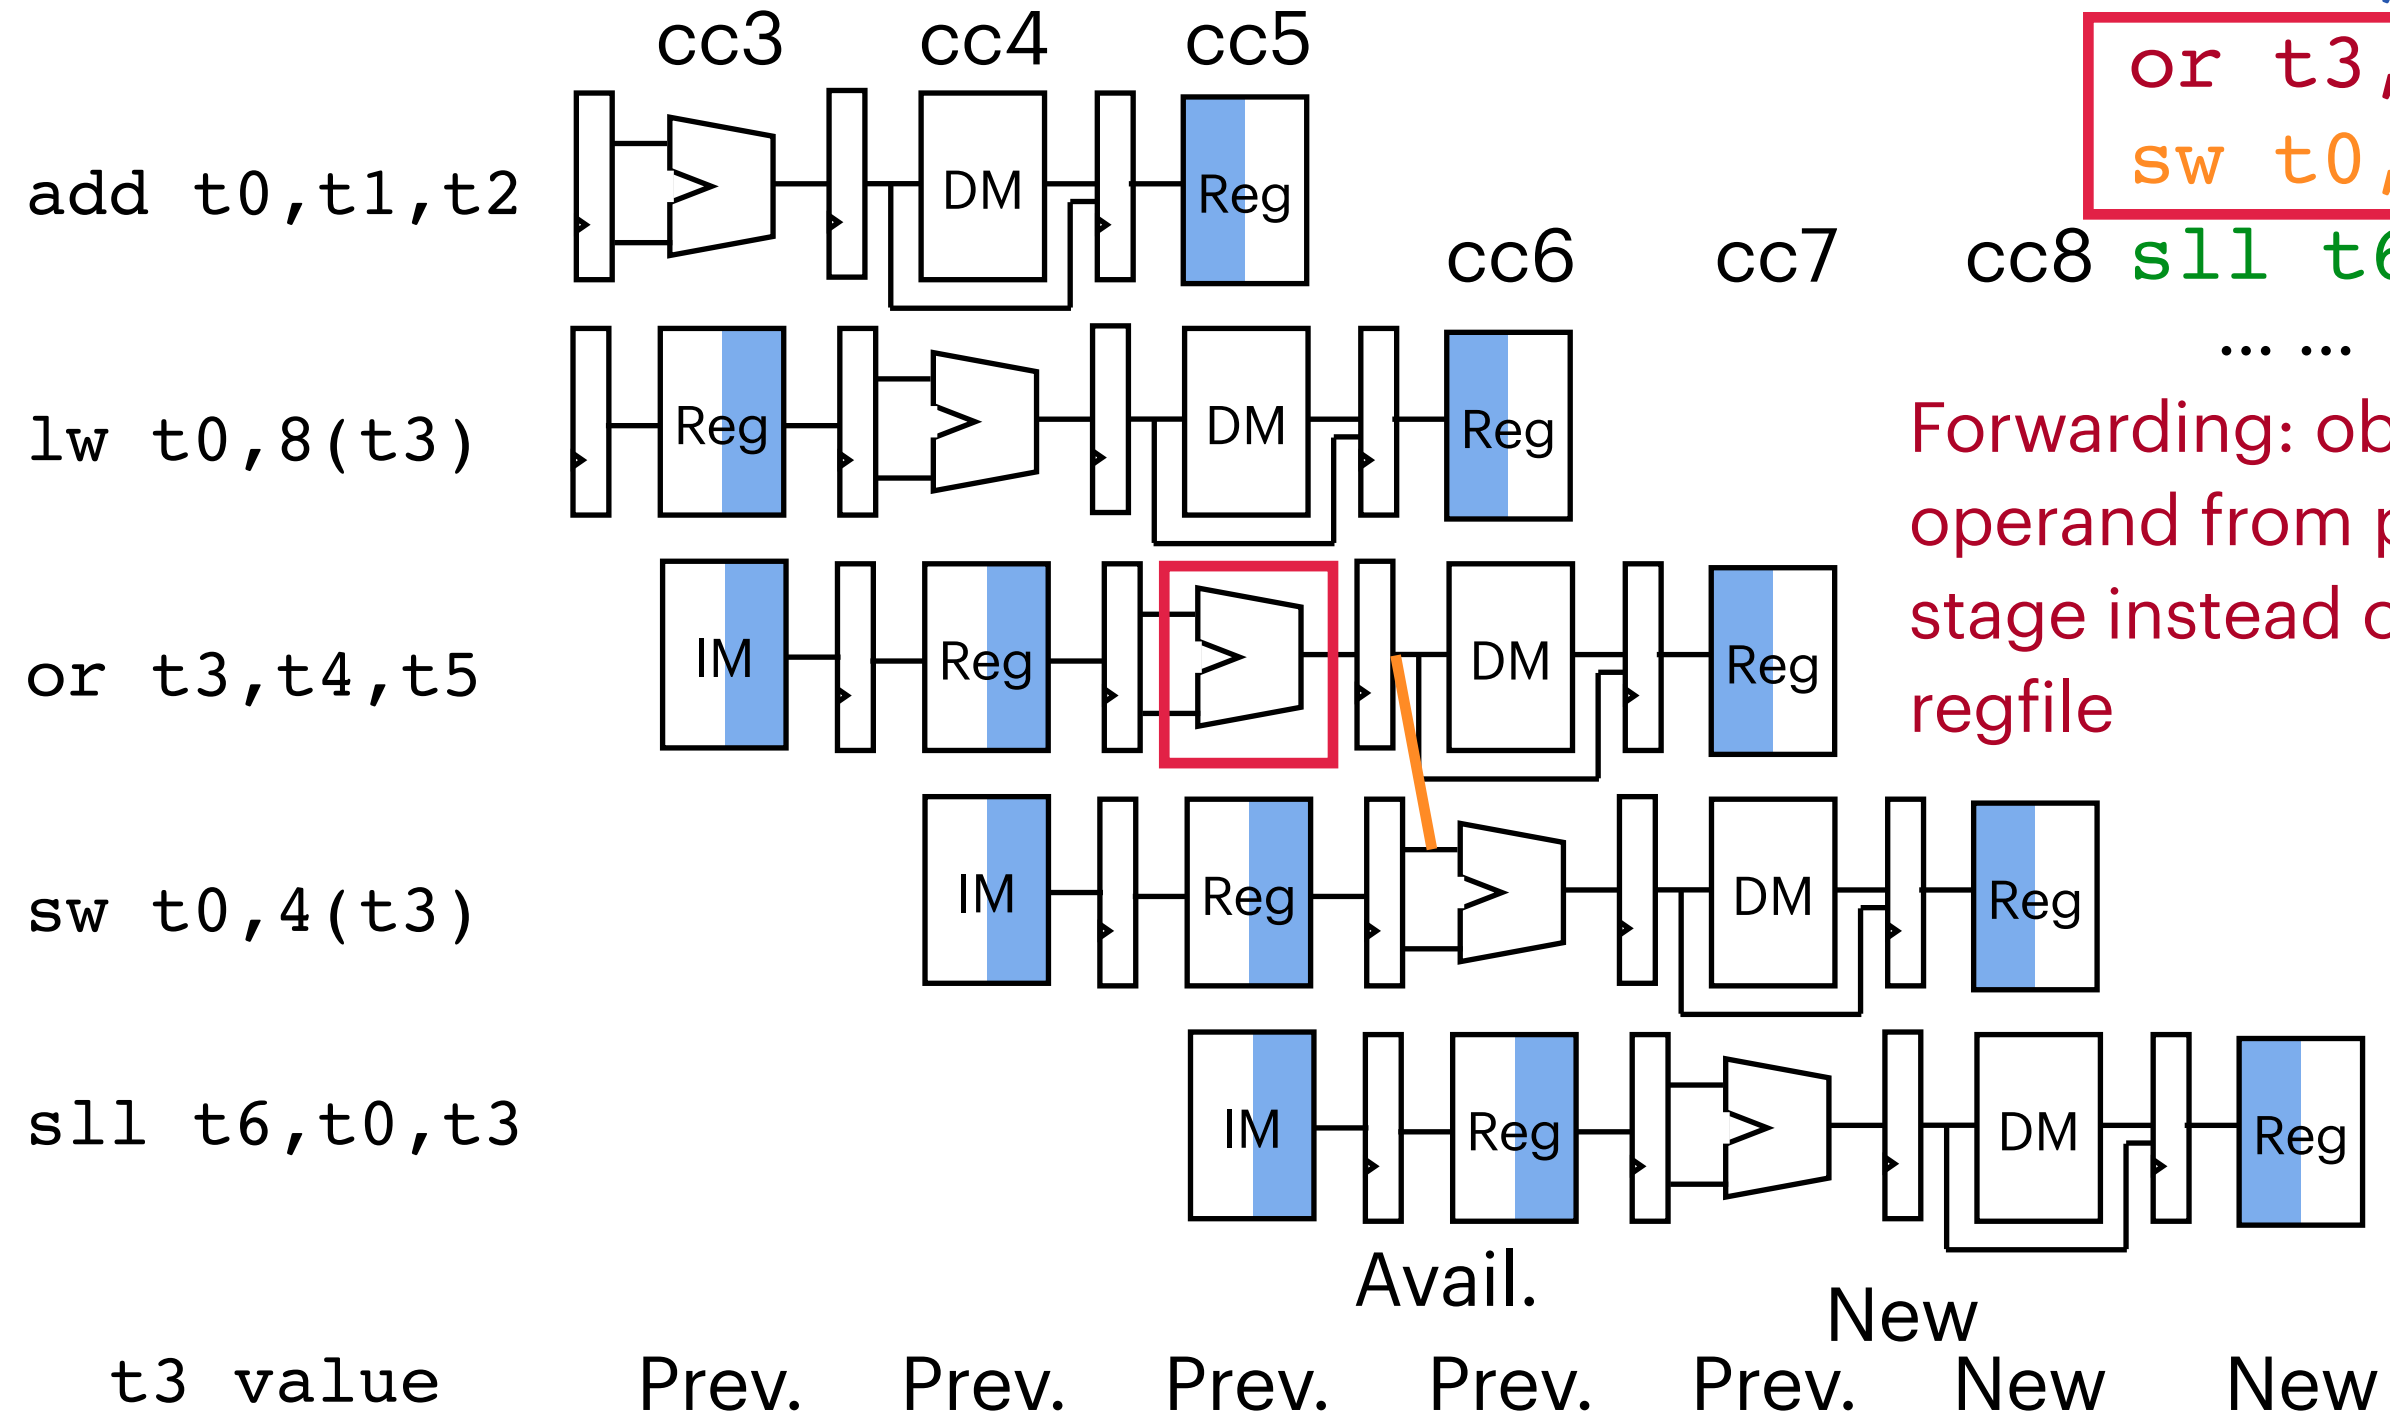 cc3 cc4 cc5
or t3,
sw t0,
add t0,t1,t2 DM Reg
cc6 cc7 cc8 sll
... ...
lw t0,8(t3) Reg DM Reg
Forwarding:
operand from
stage instead
regfile
or t3,t4,t5 IM Reg DM Reg
sw t0,4(t3) IM Reg DM Reg
sll t6,t0,t3 IM Reg DM Reg
Avail.
New
t3 value Prev. Prev. Prev. Prev. Prev. New New